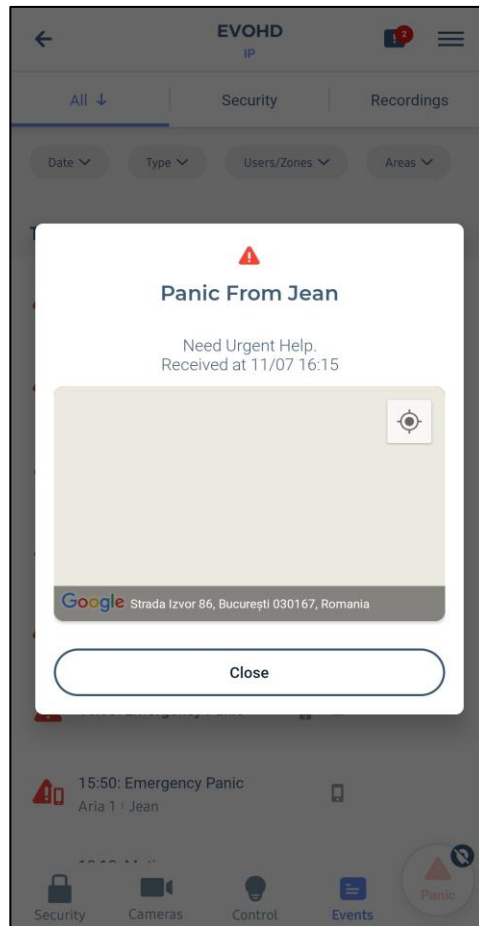 EVOHD
2
IP
All ↓
Security
Recordings
Date
Type
Users/Zones
Areas
Panic From Jean
Need Urgent Help.
Received at 11/07 16:15
Google Strada Izvor 86, București 030167, Romania
Close
15:50: Emergency Panic
Aria 1 Jean
Panic
Security
Cameras
Control
Events